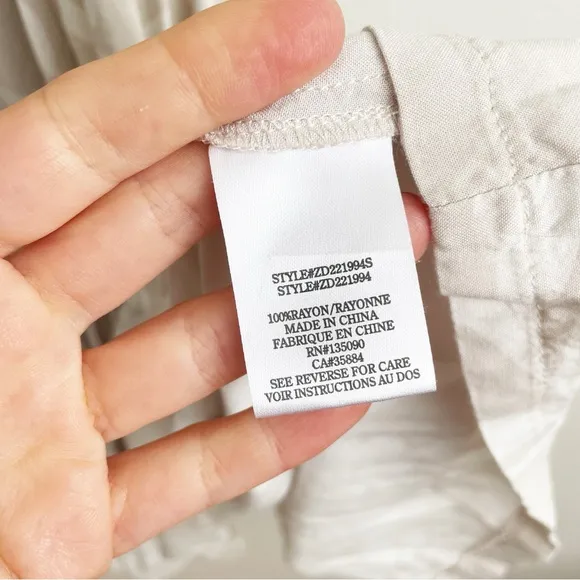 STYLE#ZD221994S
STYLE#ZD221994
100%RAYON/RAYONNE
MADE IN CHINA
FABRIQUE EN CHINE
RN#135090
CA#35884
SEE REVERSE FOR CARE
VOIR INSTRUCTIONS AU DOS